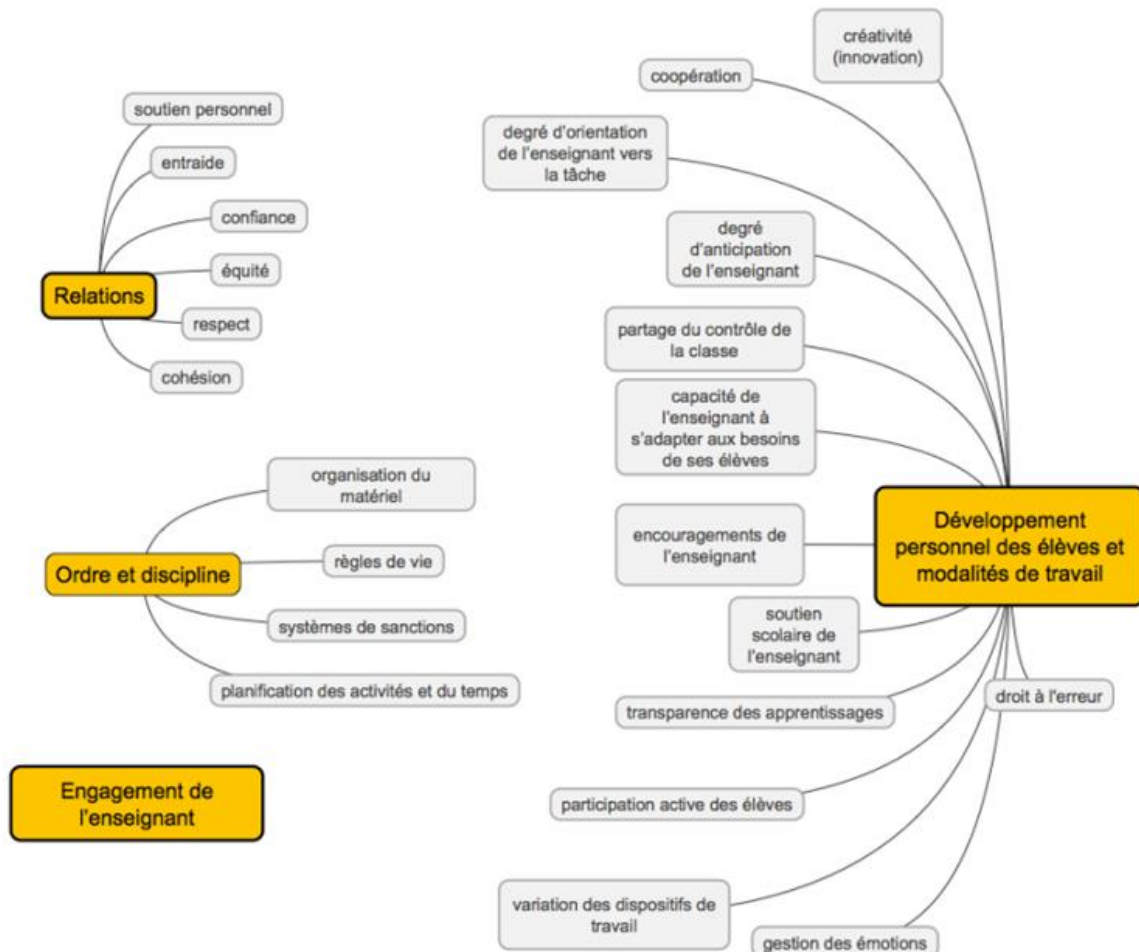 soutien personnel
entraide
confiance
équité
Relations
respect
cohésion
organisation du
matériel
règles de vie
Ordre et discipline
systèmes de sanctions
planification des activités et du temps
Engagement de
l'enseignant
créativité
(innovation)
coopération
degré d'orientation
de l'enseignant vers
la tâche
degré
d'anticipation
de l'enseignant
partage du contrôle de
la classe
capacité de
l'enseignant à
s'adapter aux besoins
de ses élèves
encouragements de
l'enseignant
Développement
personnel des élèves et
modalités de travail
soutien
scolaire de
l'enseignant
droit à l'erreur
transparence des apprentissages
participation active des élèves
variation des dispositifs de
travail
gestion des émotions